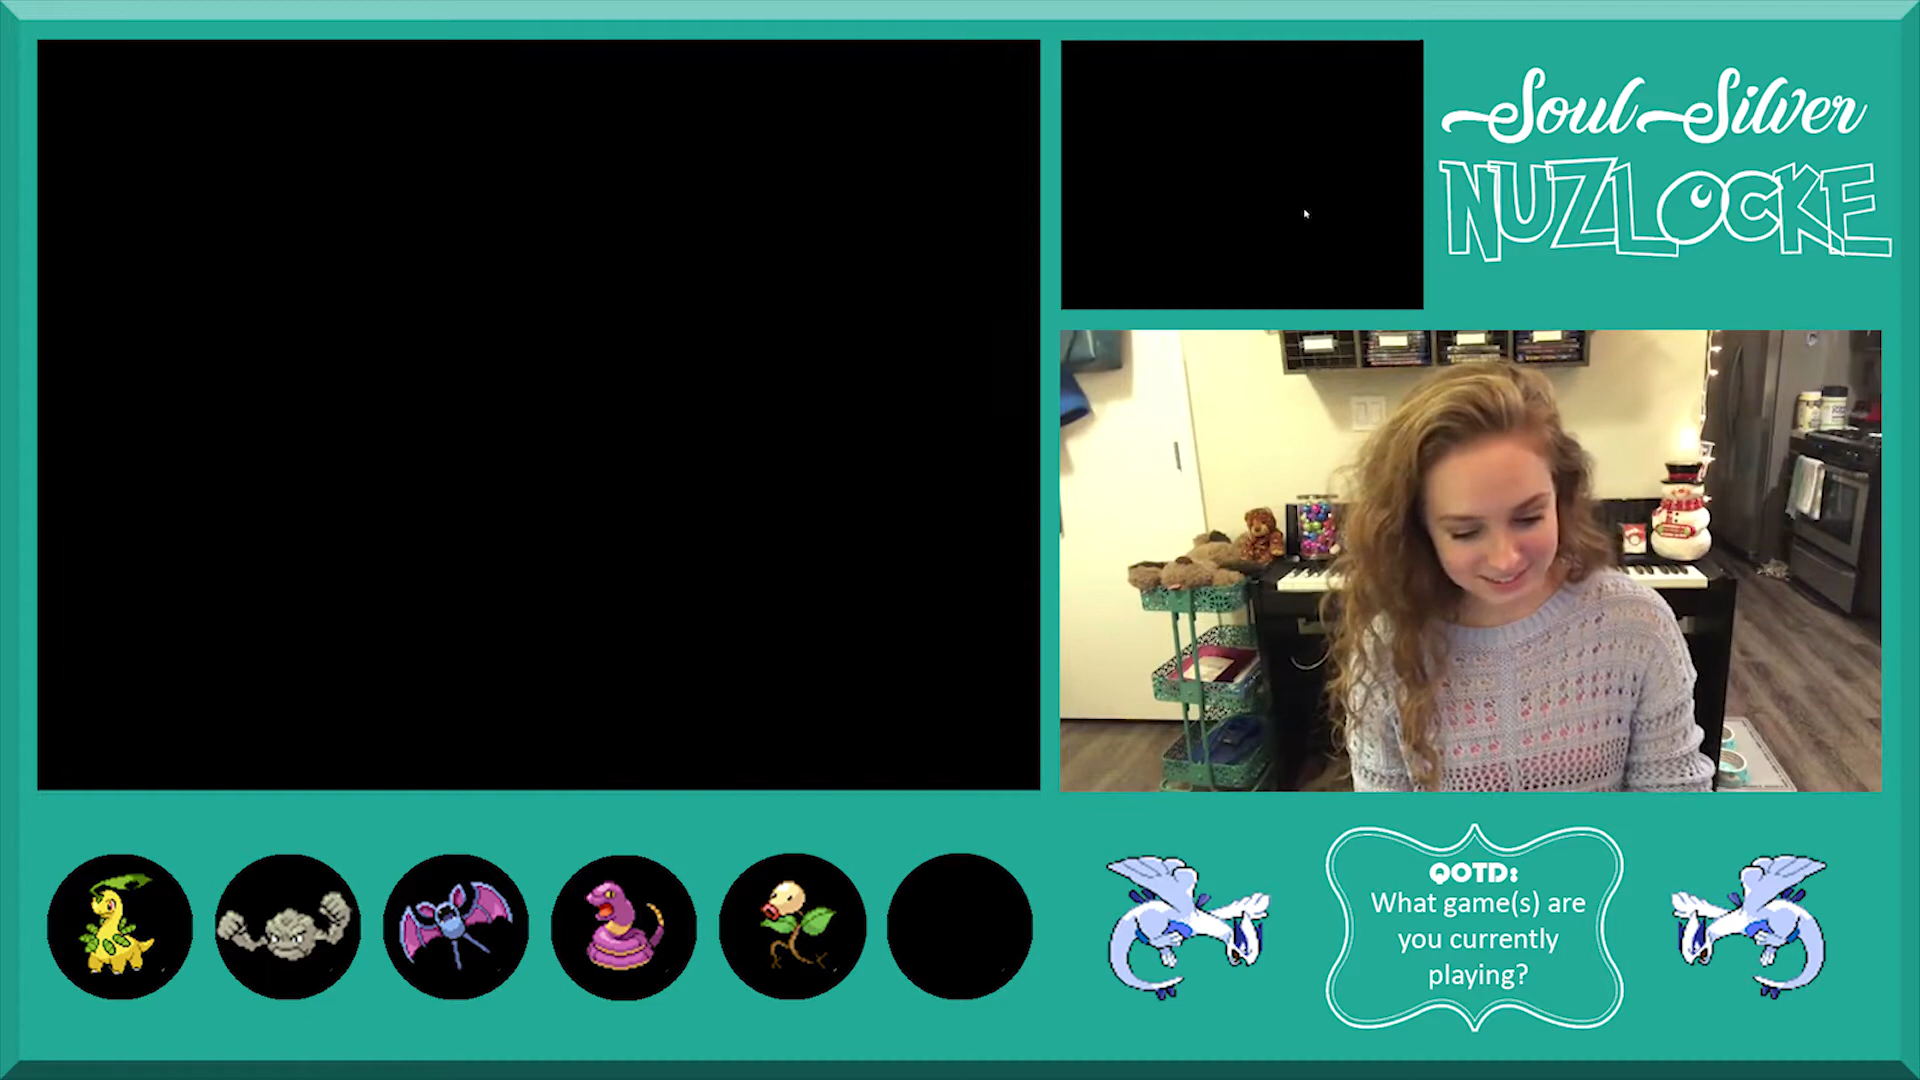 Soul Silver
NUZLOCKE
QOTD:
What game(s) are
you currently
playing?